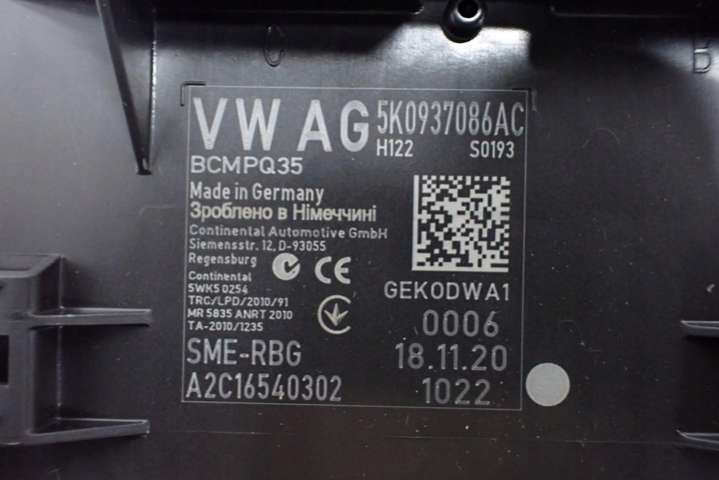 VW AG 5K0937086AC
H122 S0193
BCMPQ35
Made in Germany
Зроблено в Німеччині
Continental Automotive GmbH
Siemensstr. 12, D-93055
Regensburg
CE
Continental
5WK5 0254
TRC/LPD/2010/91
MR 5835 ANRT 2010
TA-2010/1235
GEKODWA1
0006
SME-RBG 18.11.20
A2C16540302 1022